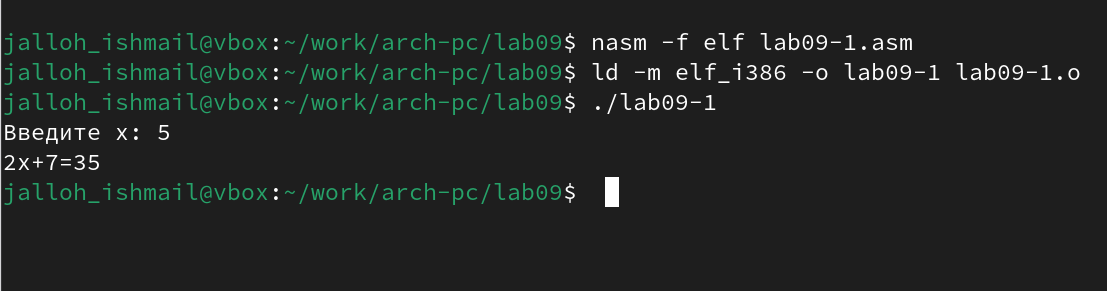 jalloh_ishmail@vbox:~/work/arch-pc/lab09$ nasm -f elf lab09-1.asm
jalloh_ishmail@vbox:~/work/arch-pc/lab09$ ld -m elf_i386 -o lab09-1 lab09-1.o
jalloh_ishmail@vbox:~/work/arch-pc/lab09$ ./lab09-1
Введите x: 5
2x+7=35
jalloh_ishmail@vbox:~/work/arch-pc/lab09$